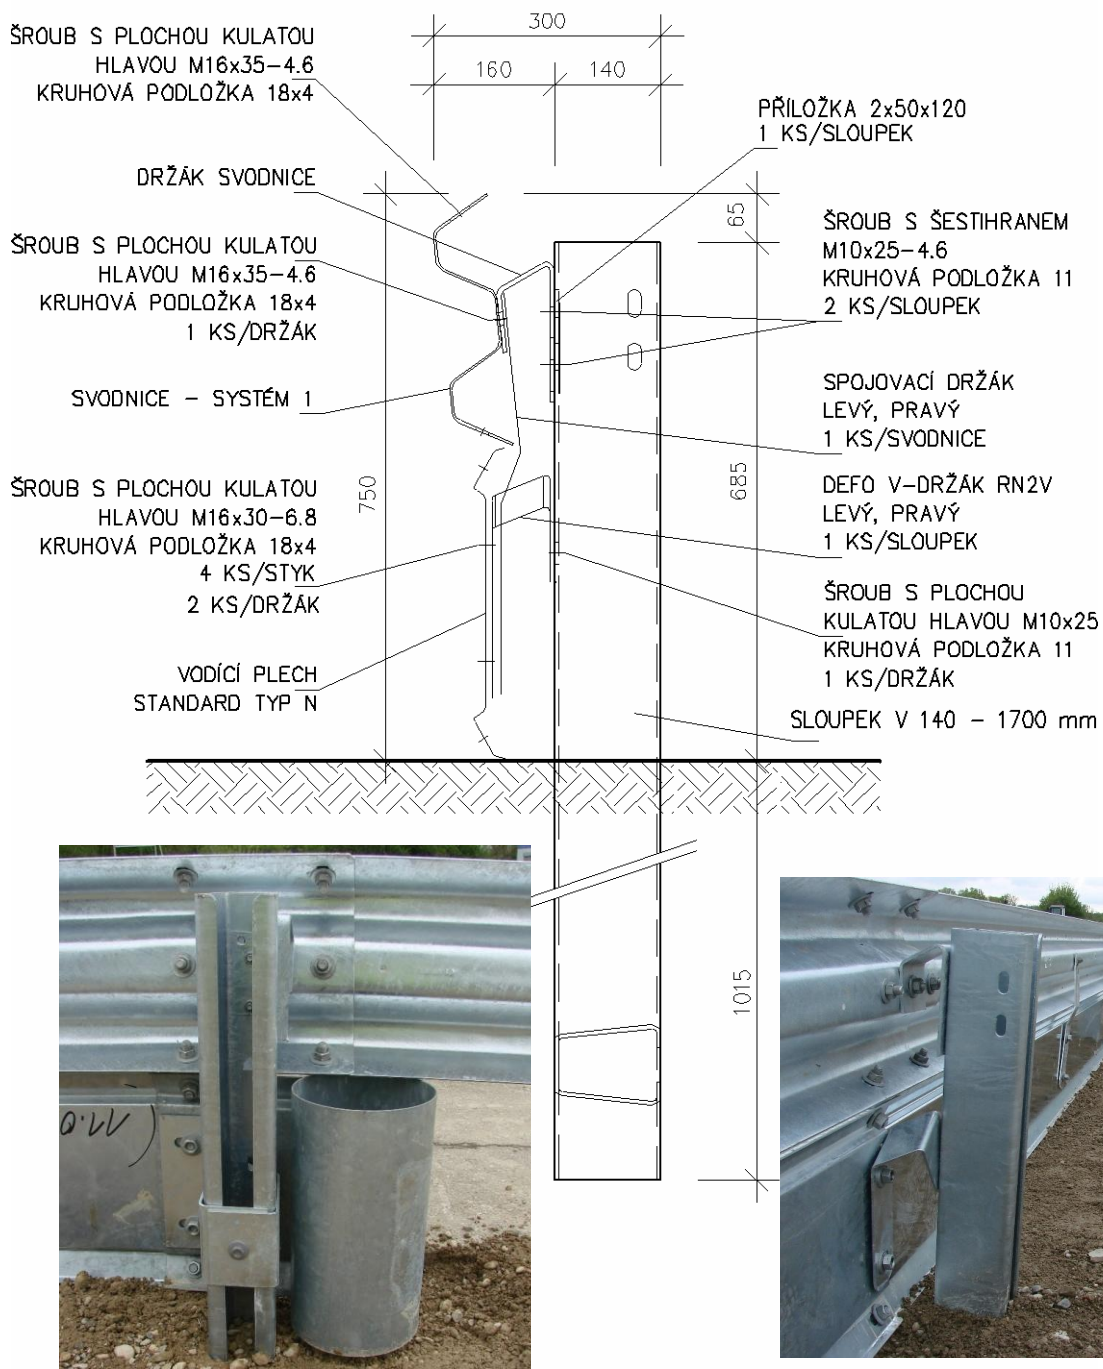 300
160
140
ŠROUB S PLOCHOU KULATOU
HLAVOU M16x35-4.6
KRUHOVÁ PODLOŽKA 18x4
DRŽÁK SVODNICE
ŠROUB S PLOCHOU KULATOU
HLAVOU M16x35-4.6
KRUHOVÁ PODLOŽKA 18x4
1 KS/DRŽÁK
SVODNICE - SYSTÉM 1
ŠROUB S PLOCHOU KULATOU
HLAVOU M16x30-6.8
KRUHOVÁ PODLOŽKA 18x4
4 KS/STYK
2 KS/DRŽÁK
VODÍCÍ PLECH
STANDARD TYP N
750
PŘÍLOŽKA 2x50x120
1 KS/SLOUPEK
65
ŠROUB S ŠESTIHRANEM
M10x25-4.6
KRUHOVÁ PODLOŽKA 11
2 KS/SLOUPEK
SPOJOVACÍ DRŽÁK
LEVÝ, PRAVÝ
1 KS/SVODNICE
685
DEFO V-DRŽÁK RN2V
LEVÝ, PRAVÝ
1 KS/SLOUPEK
ŠROUB S PLOCHOU
KULATOU HLAVOU M10x25
KRUHOVÁ PODLOŽKA 11
1 KS/DRŽÁK
SLOUPEK V 140 - 1700 mm
1015